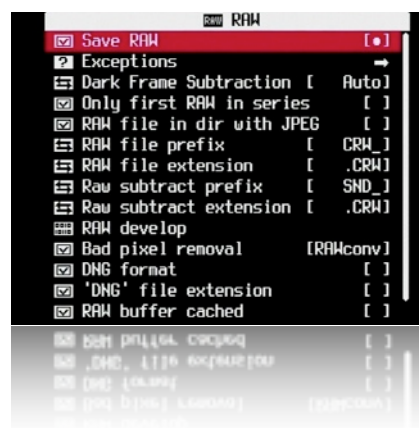 RAW RAW
Save RAW [•]
? Exceptions →
Dark Frame Subtraction [ Auto]
Only first RAW in series [ ]
RAW file in dir with JPEG [ ]
RAW file prefix [ CRW_]
RAW file extension [ .CRW]
Raw subtract prefix [ SND_]
Raw subtract extension [ .CRW]
RAW develop
Bad pixel removal [RAWconv]
DNG format [ ]
'DNG' file extension [ ]
RAW buffer cached [ ]